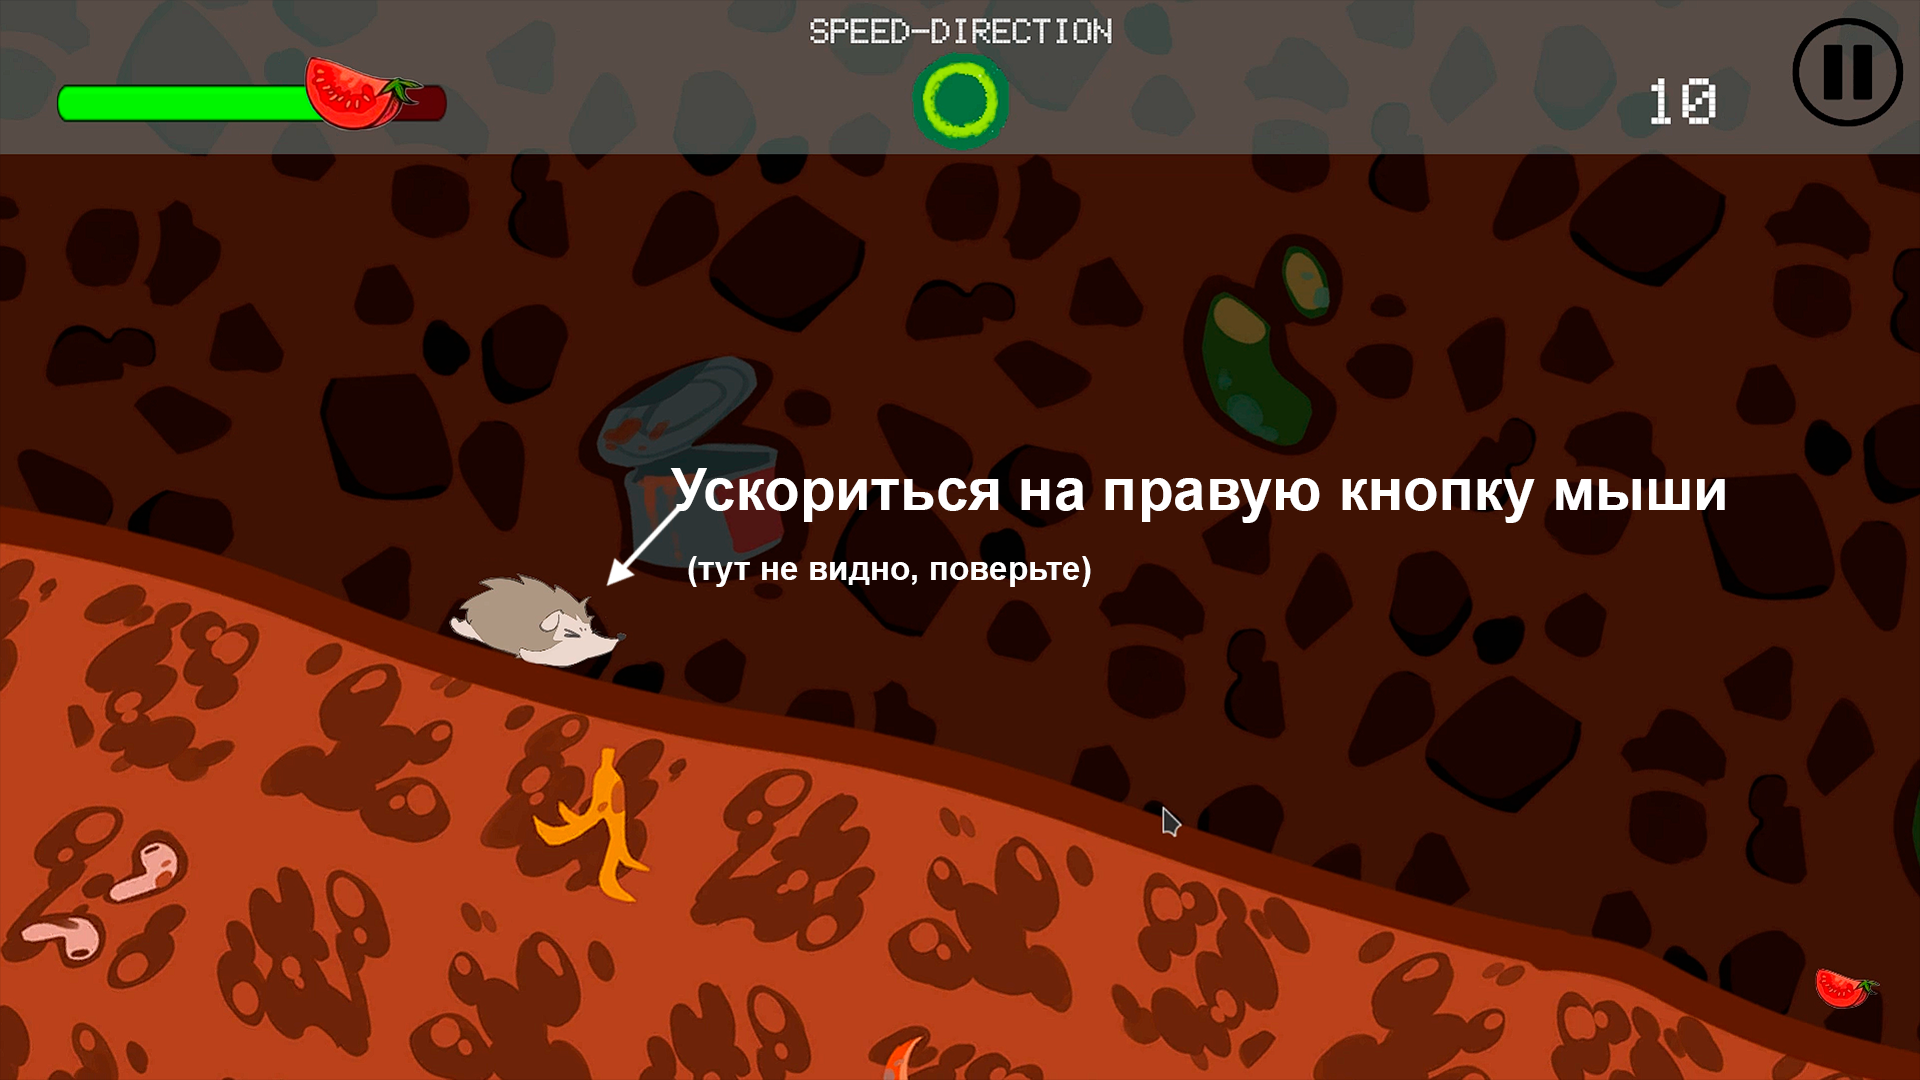 SPEED-DIRECTION
10
Ускориться на правую кнопку мыши
(тут не видно, поверьте)